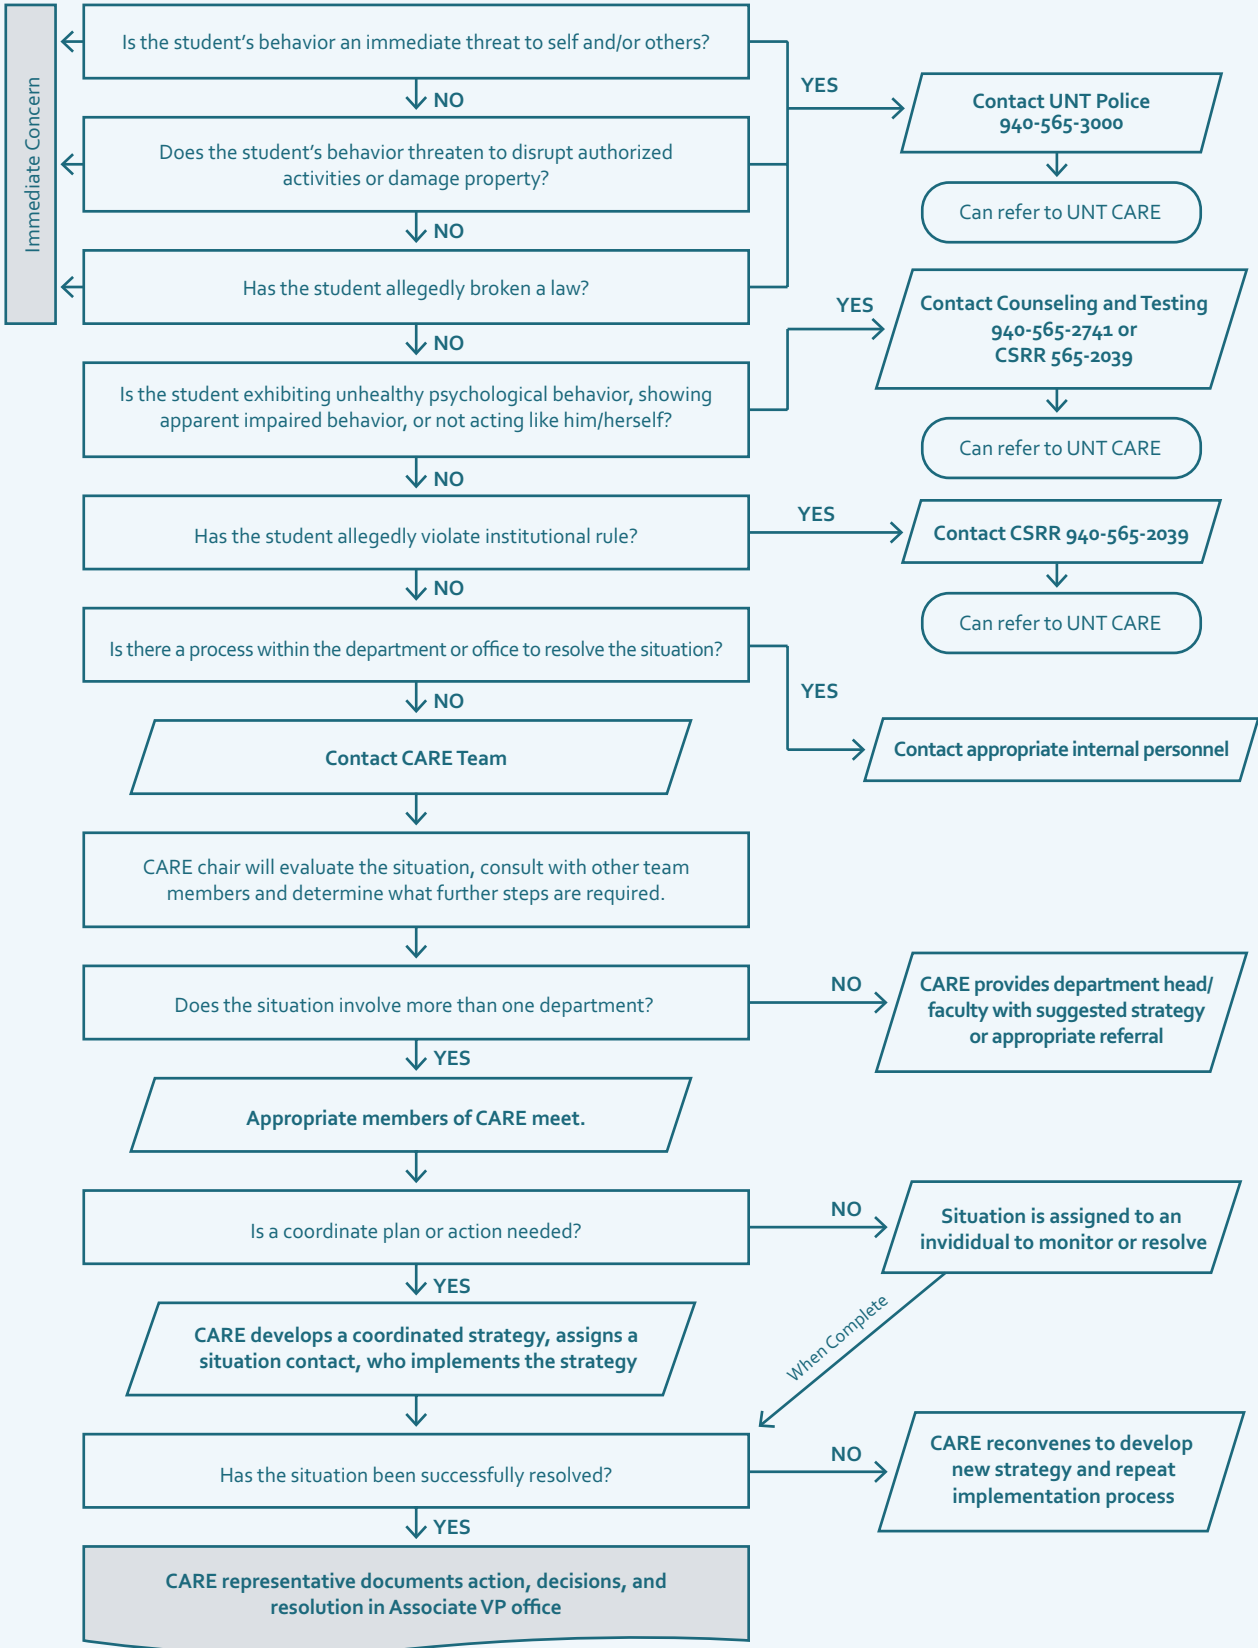 Immediate Concern
Is the student's behavior an immediate threat to self and/or others?
YES
Contact UNT Police
940-565-3000
Can refer to UNT CARE
NO
Does the student's behavior threaten to disrupt authorized
activities or damage property?
NO
Has the student allegedly broken a law?
NO
Is the student exhibiting unhealthy psychological behavior, showing
apparent impaired behavior, or not acting like him/herself?
YES
Contact Counseling and Testing
940-565-2741 or
CSRR 565-2039
Can refer to UNT CARE
NO
Has the student allegedly violate institutional rule?
YES
Contact CSRR 940-565-2039
Can refer to UNT CARE
NO
Is there a process within the department or office to resolve the situation?
YES
Contact appropriate internal personnel
NO
Contact CARE Team
CARE chair will evaluate the situation, consult with other team
members and determine what further steps are required.
Does the situation involve more than one department?
NO
CARE provides department head/
faculty with suggested strategy
or appropriate referral
YES
Appropriate members of CARE meet.
Is a coordinate plan or action needed?
NO
Situation is assigned to an
invididual to monitor or resolve
When Complete
YES
CARE develops a coordinated strategy, assigns a
situation contact, who implements the strategy
Has the situation been successfully resolved?
NO
CARE reconvenes to develop
new strategy and repeat
implementation process
YES
CARE representative documents action, decisions, and
resolution in Associate VP office